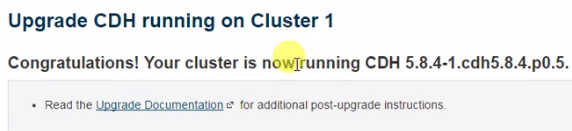 Upgrade CDH running on Cluster 1
Congratulations! Your cluster is now running CDH 5.8.4-1.cdh5.8.4.p0.5.
• Read the Upgrade Documentation for additional post-upgrade instructions.